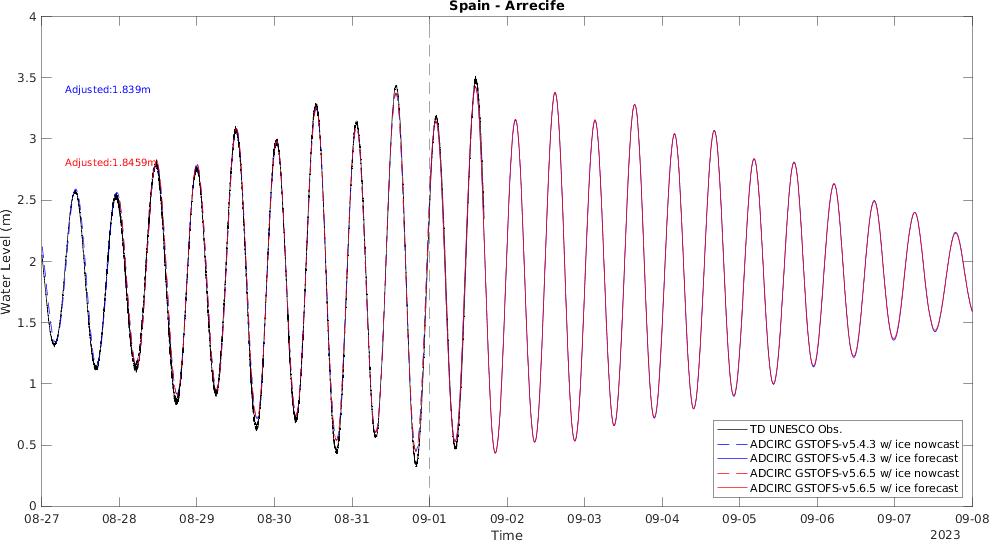 Spain - Arrecife
4
3.5
3
2.5
2
1.5
1
0.5
0
Water Level (m)
Adjusted:1.839m
Adjusted:1.8459m
TD UNESCO Obs.
ADCIRC GSTOFS-v5.4.3 w/ ice nowcast
ADCIRC GSTOFS-v5.4.3 w/ ice forecast
ADCIRC GSTOFS-v5.6.5 w/ ice nowcast
ADCIRC GSTOFS-v5.6.5 w/ ice forecast
08-27 08-28 08-29 08-30 08-31 09-01 09-02 09-03 09-04 09-05 09-06 09-07 09-08
Time
2023